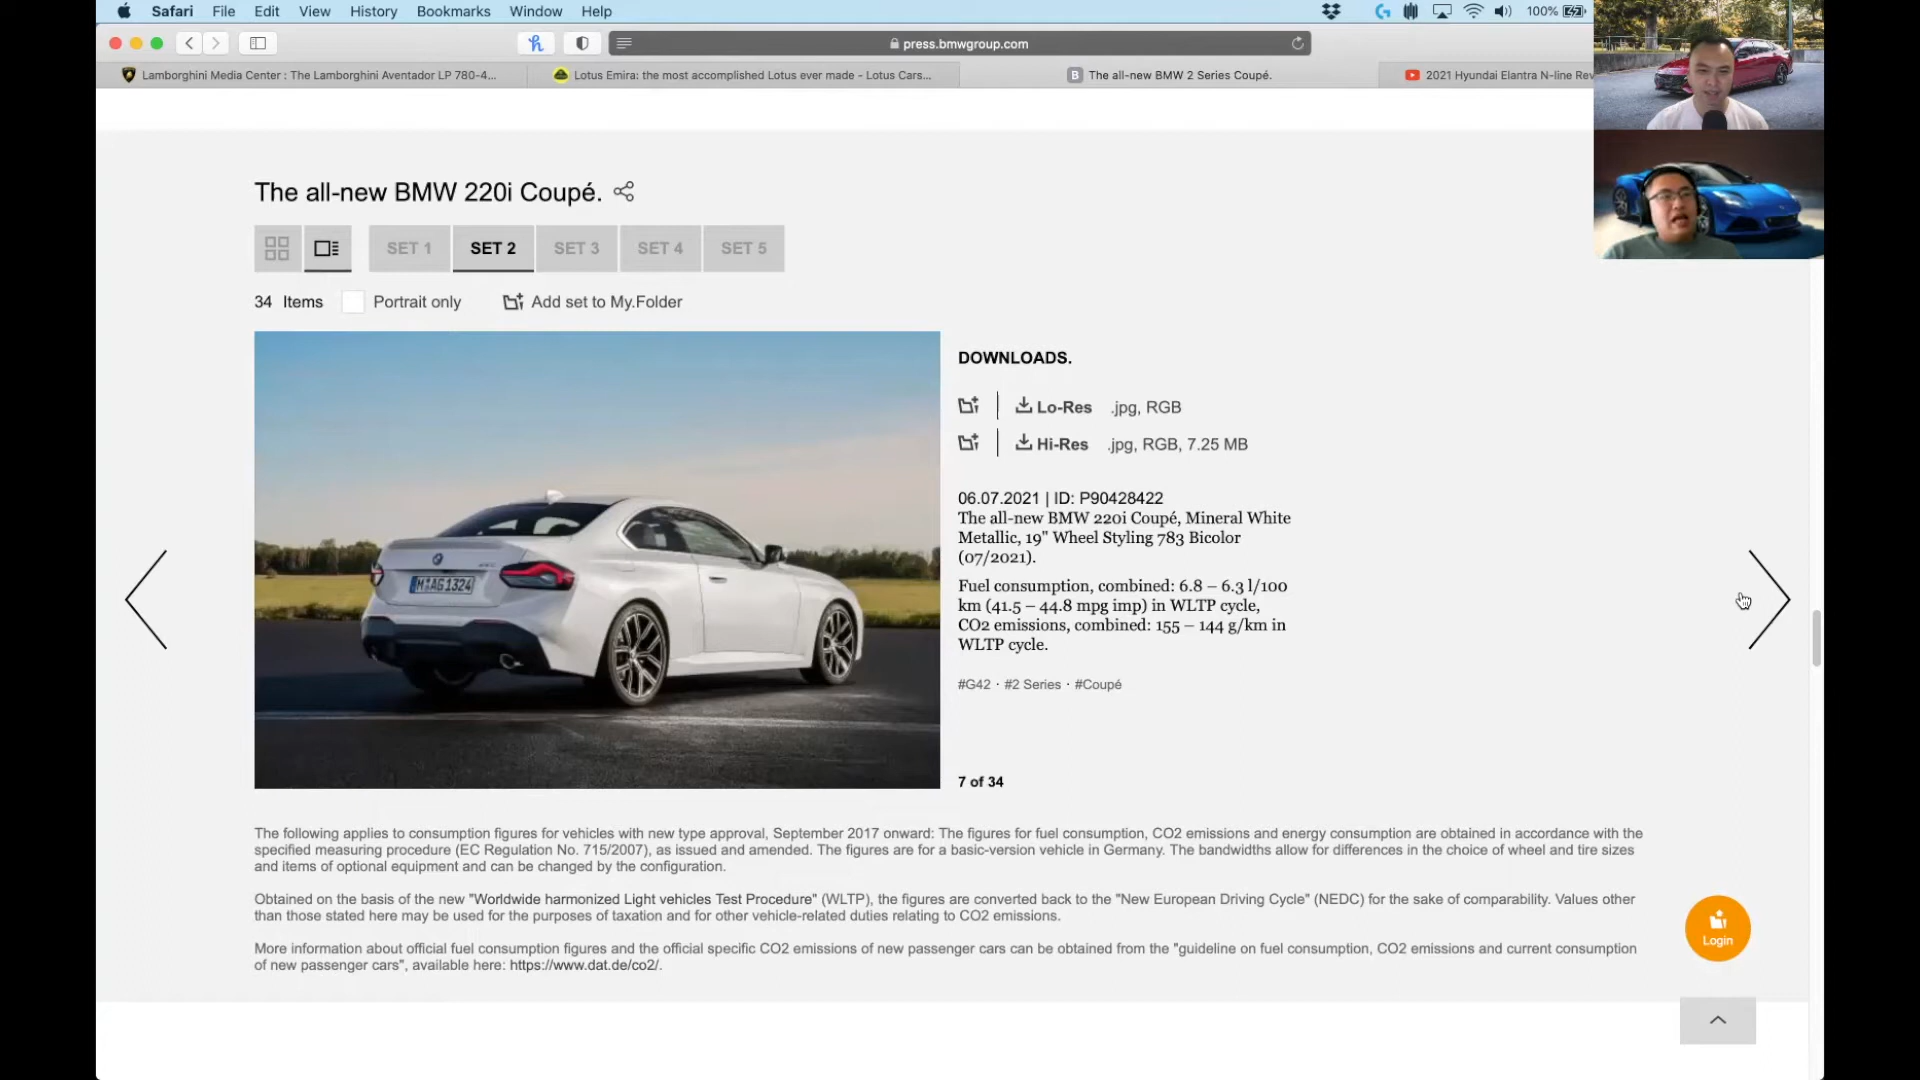 Safari File Edit View History Bookmarks Window Help 100%
press.bmwgroup.com
Lamborghini Media Center : The Lamborghini Aventador LP 780-4... Lotus Emira: the most accomplished Lotus ever made - Lotus Cars... The all-new BMW 2 Series Coupé. 2021 Hyundai Elantra N-line Rev
The all-new BMW 220i Coupé.
SET 1 SET 2 SET 3 SET 4 SET 5
34 Items Portrait only Add set to My.Folder
DOWNLOADS.
Lo-Res .jpg, RGB
Hi-Res .jpg, RGB, 7.25 MB
06.07.2021 | ID: P90428422
The all-new BMW 220i Coupé, Mineral White
Metallic, 19" Wheel Styling 783 Bicolor
(07/2021).
Fuel consumption, combined: 6.8 – 6.3 l/100
km (41.5 – 44.8 mpg imp) in WLTP cycle,
CO2 emissions, combined: 155 – 144 g/km in
WLTP cycle.
#G42 · #2 Series · #Coupé
M AG 1324
7 of 34
The following applies to consumption figures for vehicles with new type approval, September 2017 onward: The figures for fuel consumption, CO2 emissions and energy consumption are obtained in accordance with the
specified measuring procedure (EC Regulation No. 715/2007), as issued and amended. The figures are for a basic-version vehicle in Germany. The bandwidths allow for differences in the choice of wheel and tire sizes
and items of optional equipment and can be changed by the configuration.
Obtained on the basis of the new "Worldwide harmonized Light vehicles Test Procedure" (WLTP), the figures are converted back to the "New European Driving Cycle" (NEDC) for the sake of comparability. Values other
than those stated here may be used for the purposes of taxation and for other vehicle-related duties relating to CO2 emissions.
More information about official fuel consumption figures and the official specific CO2 emissions of new passenger cars can be obtained from the "guideline on fuel consumption, CO2 emissions and current consumption
of new passenger cars", available here: https://www.dat.de/co2/.
Login